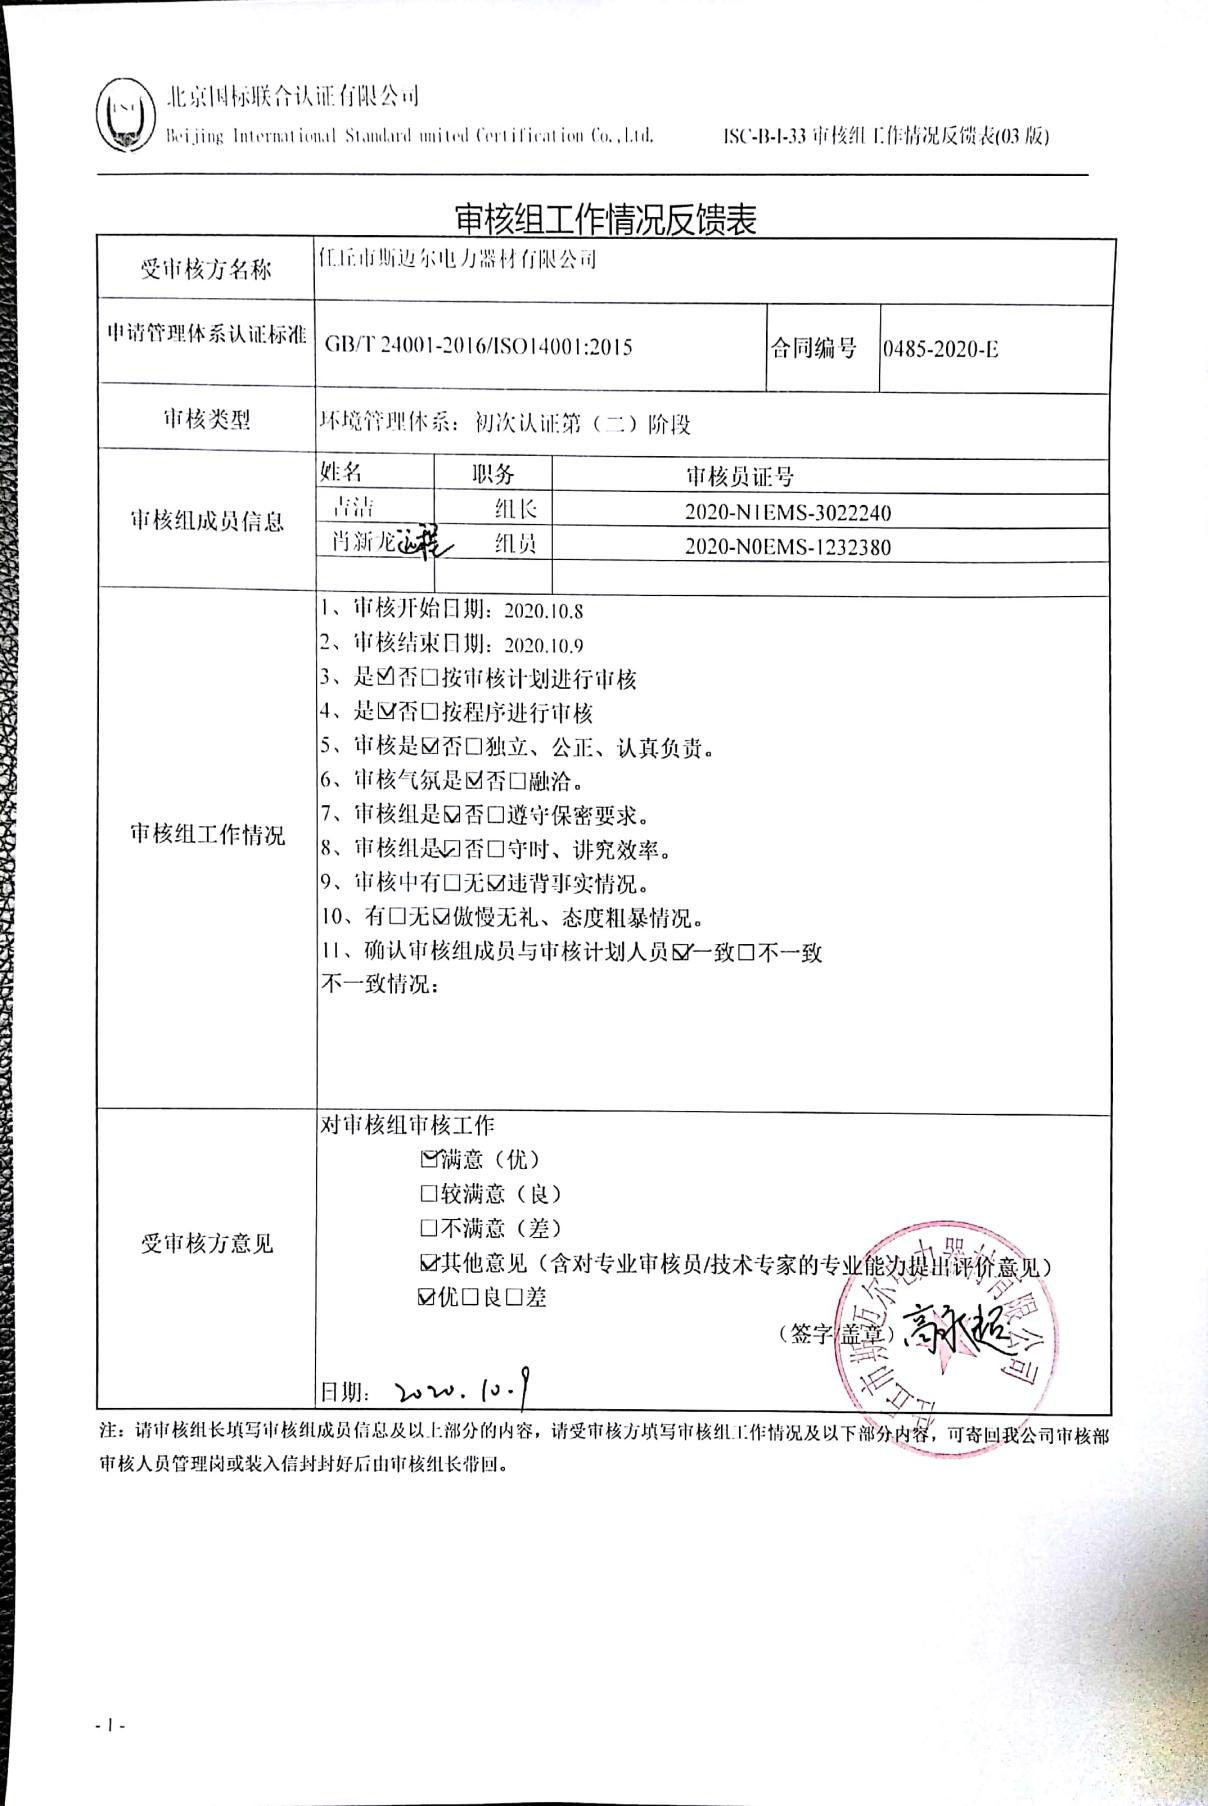 北京国标联合认证有限公司
Beijing International Standard united Certification Co.,Ltd. ISC-B-I-33 审核组工作情况反馈表(03 版)
审核组工作情况反馈表
受审核方名称 任丘市斯迈尔电力器材有限公司
申请管理体系认证标准 GB/T 24001-2016/ISO14001:2015 合同编号 0485-2020-E
审核类型 环境管理体系：初次认证第（二）阶段
审核组成员信息
姓名 职务 审核员证号
吉洁 组长 2020-N1EMS-3022240
肖新龙 远程 组员 2020-N0EMS-1232380
审核组工作情况
1、审核开始日期：2020.10.8
2、审核结束日期：2020.10.9
3、是☑否□按审核计划进行审核
4、是☑否□按程序进行审核
5、审核是☑否□独立、公正、认真负责。
6、审核气氛是☑否□融洽。
7、审核组是☑否□遵守保密要求。
8、审核组是☑否□守时、讲究效率。
9、审核中有□无☑违背事实情况。
10、有□无☑傲慢无礼、态度粗暴情况。
11、确认审核组成员与审核计划人员☑一致□不一致
不一致情况：
受审核方意见
对审核组审核工作
☑满意（优）
□较满意（良）
□不满意（差）
☑其他意见（含对专业审核员/技术专家的专业能力提出评价意见）
☑优□良□差
（签字/盖章）高永超
任丘市斯迈尔电力器材有限公司
日期： 2020.10.9
注：请审核组长填写审核组成员信息及以上部分的内容，请受审核方填写审核组工作情况及以下部分内容，可寄回我公司审核部
审核人员管理岗或装入信封封好后由审核组长带回。
- 1 -